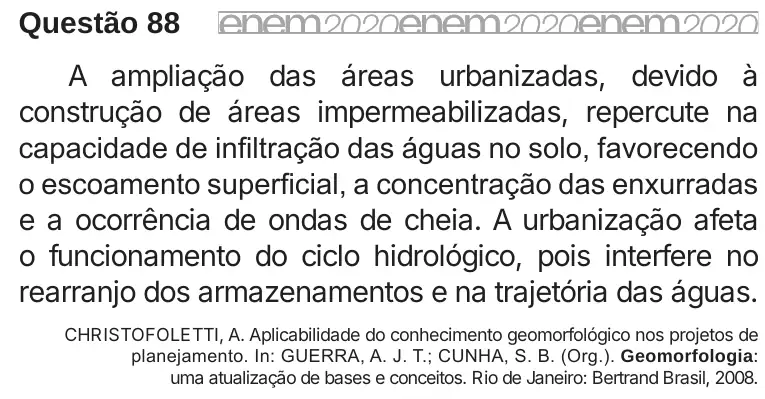 Questão 88
enem2020enem2020enem2020
A ampliação das áreas urbanizadas, devido à
construção de áreas impermeabilizadas, repercute na
capacidade de infiltração das águas no solo, favorecendo
o escoamento superficial, a concentração das enxurradas
e a ocorrência de ondas de cheia. A urbanização afeta
o funcionamento do ciclo hidrológico, pois interfere no
rearranjo dos armazenamentos e na trajetória das águas.
CHRISTOFOLETTI, A. Aplicabilidade do conhecimento geomorfológico nos projetos de
planejamento. In: GUERRA, A. J. T.; CUNHA, S. B. (Org.). Geomorfologia:
uma atualização de bases e conceitos. Rio de Janeiro: Bertrand Brasil, 2008.